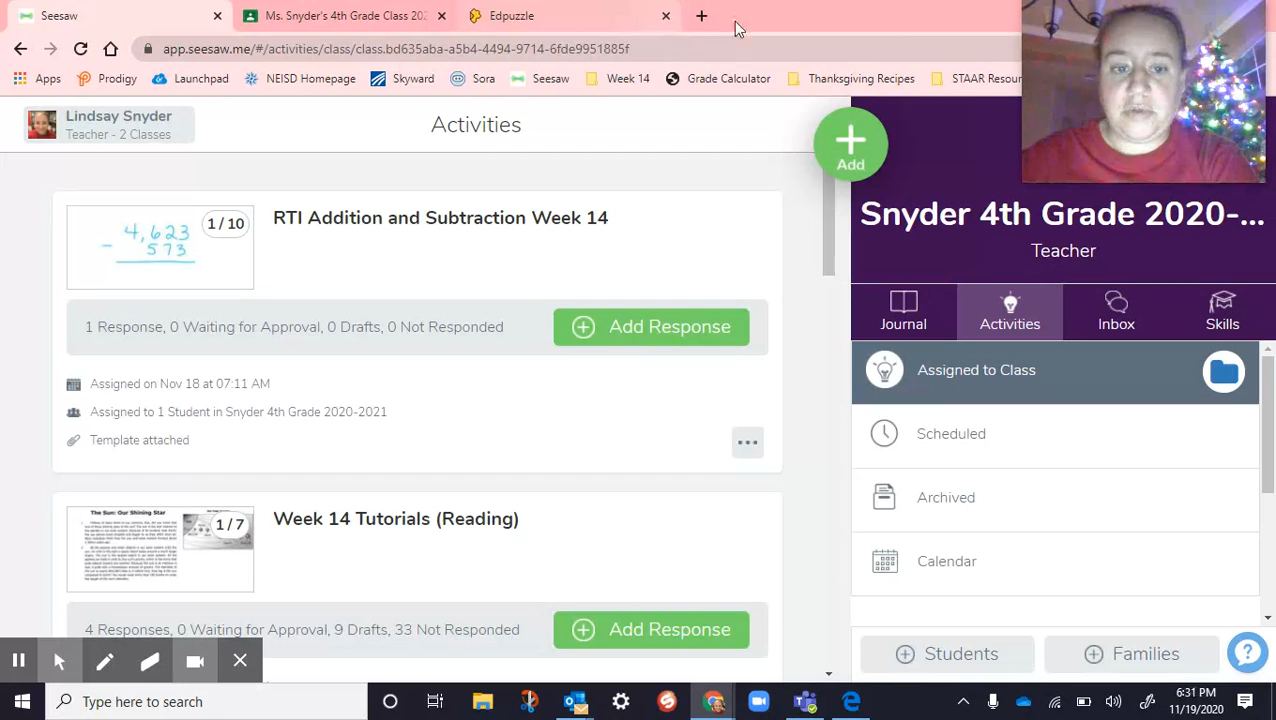 Seesaw
Ms. Snyder's 4th Grade Class 202
Edpuzzle
app.seesaw.me/#/activities/class/class.bd635aba-a5b4-4494-9714-6fde9951885f
Apps
Prodigy
Launchpad
NEISD Homepage
Skyward
Sora
Seesaw
Week 14
Grade Calculator
Thanksgiving Recipes
STAAR Resour
Lindsay Snyder
Teacher - 2 Classes
Activities
Add
Snyder 4th Grade 2020-...
Teacher
Journal
Activities
Inbox
Skills
Assigned to Class
Scheduled
Archived
Calendar
Students
Families
?
4,623
- 573
1 / 10
RTI Addition and Subtraction Week 14
1 Response, 0 Waiting for Approval, 0 Drafts, 0 Not Responded
Add Response
Assigned on Nov 18 at 07:11 AM
Assigned to 1 Student in Snyder 4th Grade 2020-2021
Template attached
The Sun: Our Shining Star
1 / 7
Week 14 Tutorials (Reading)
4 Responses, 0 Waiting for Approval, 9 Drafts, 33 Not Responded
Add Response
Type here to search
6:31 PM
11/19/2020